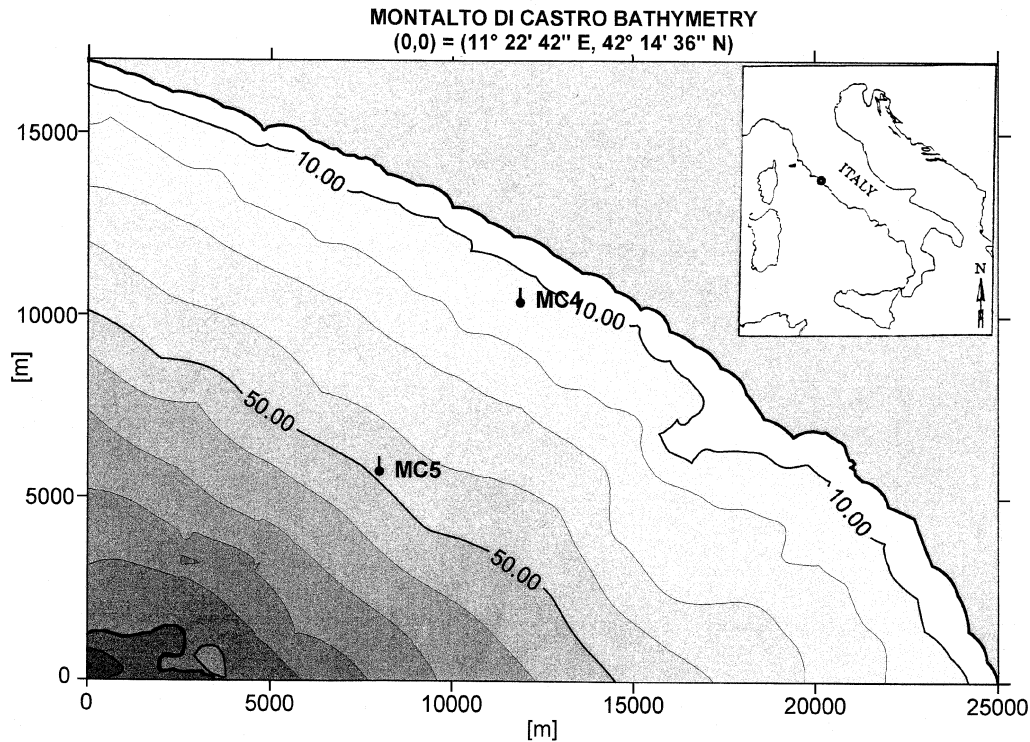 MONTALTO DI CASTRO BATHYMETRY
(0,0) = (11° 22' 42" E, 42° 14' 36" N)
15000
10000
5000
0
[m]
10.00
MC4
10.00
50.00
MC5
50.00
10.00
ITALY
N
0
5000
10000
15000
20000
25000
[m]